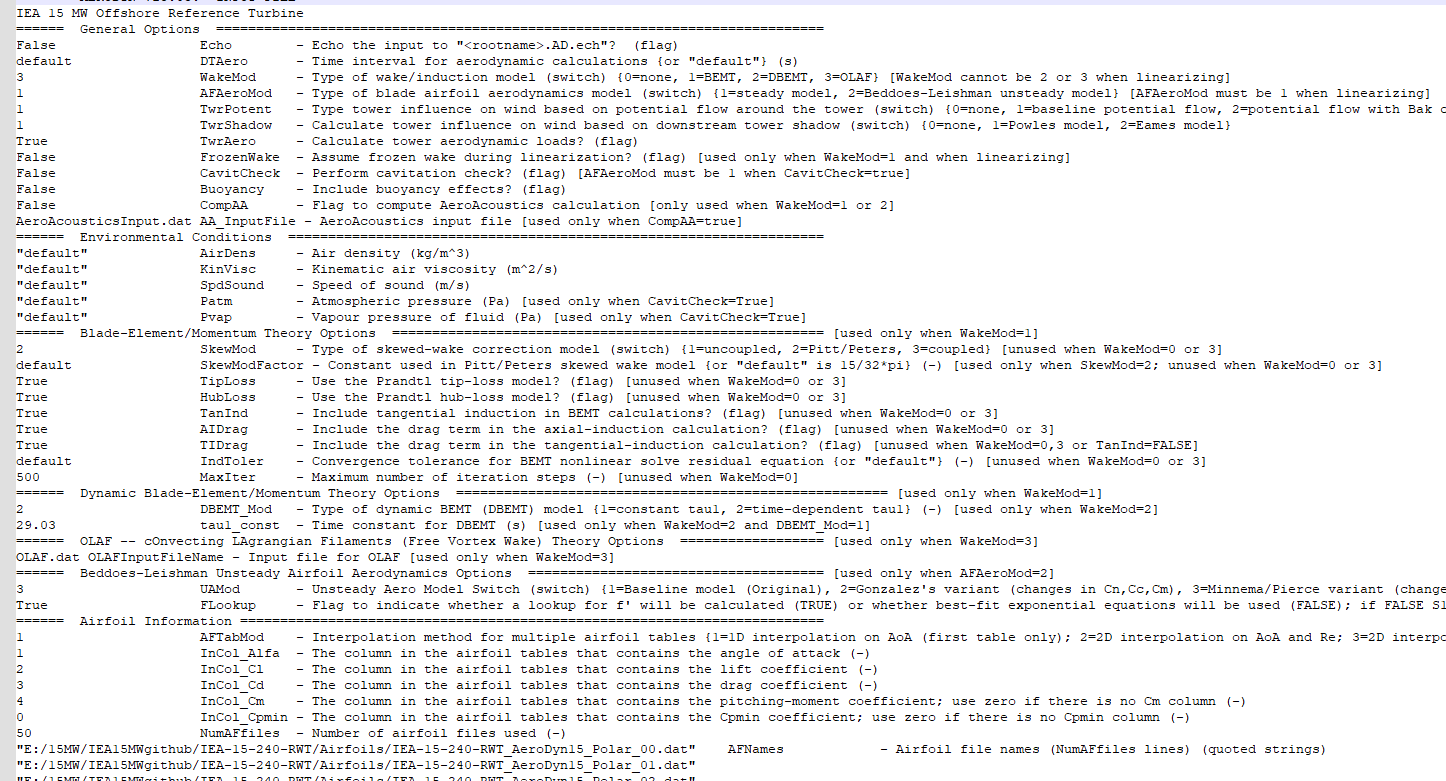 IEA 15 MW Offshore Reference Turbine
======  General Options  ============================================================================
False                  Echo        - Echo the input to "<rootname>.AD.ech"?  (flag)
default                DTAero      - Time interval for aerodynamic calculations {or "default"} (s)
3                      WakeMod     - Type of wake/induction model (switch) {0=none, 1=BEMT, 2=DBEMT, 3=OLAF} [WakeMod cannot be 2 or 3 when linearizing]
1                      AFAeroMod   - Type of blade airfoil aerodynamics model (switch) {1=steady model, 2=Beddoes-Leishman unsteady model} [AFAeroMod must be 1 when linearizing]
1                      TwrPotent   - Type tower influence on wind based on potential flow around the tower (switch) {0=none, 1=baseline potential flow, 2=potential flow with Bak
1                      TwrShadow   - Calculate tower influence on wind based on downstream tower shadow (switch) {0=none, 1=Powles model, 2=Eames model}
True                   TwrAero     - Calculate tower aerodynamic loads? (flag)
False                  FrozenWake  - Assume frozen wake during linearization? (flag) [used only when WakeMod=1 and when linearizing]
False                  CavitCheck  - Perform cavitation check? (flag) [AFAeroMod must be 1 when CavitCheck=true]
False                  Buoyancy    - Include buoyancy effects? (flag)
False                  CompAA      - Flag to compute AeroAcoustics calculation [only used when WakeMod=1 or 2]
AeroAcousticsInput.dat AA_InputFile - AeroAcoustics input file [used only when CompAA=true]
======  Environmental Conditions  ===================================================================
"default"              AirDens     - Air density (kg/m^3)
"default"              KinVisc     - Kinematic air viscosity (m^2/s)
"default"              SpdSound    - Speed of sound (m/s)
"default"              Patm        - Atmospheric pressure (Pa) [used only when CavitCheck=True]
"default"              Pvap        - Vapour pressure of fluid (Pa) [used only when CavitCheck=True]
======  Blade-Element/Momentum Theory Options  ====================================================== [used only when WakeMod=1]
2                      SkewMod     - Type of skewed-wake correction model (switch) {1=uncoupled, 2=Pitt/Peters, 3=coupled} [unused when WakeMod=0 or 3]
default                SkewModFactor - Constant used in Pitt/Peters skewed wake model {or "default" is 15/32*pi} (-) [used only when SkewMod=2; unused when WakeMod=0 or 3]
True                   TipLoss     - Use the Prandtl tip-loss model? (flag) [unused when WakeMod=0 or 3]
True                   HubLoss     - Use the Prandtl hub-loss model? (flag) [unused when WakeMod=0 or 3]
True                   TanInd      - Include tangential induction in BEMT calculations? (flag) [unused when WakeMod=0 or 3]
True                   AIDrag      - Include the drag term in the axial-induction calculation? (flag) [unused when WakeMod=0 or 3]
True                   TIDrag      - Include the drag term in the tangential-induction calculation? (flag) [unused when WakeMod=0,3 or TanInd=FALSE]
default                IndToler    - Convergence tolerance for BEMT nonlinear solve residual equation {or "default"} (-) [unused when WakeMod=0 or 3]
500                    MaxIter     - Maximum number of iteration steps (-) [unused when WakeMod=0]
======  Dynamic Blade-Element/Momentum Theory Options  ====================================================== [used only when WakeMod=1]
2                      DBEMT_Mod   - Type of dynamic BEMT (DBEMT) model {1=constant tau1, 2=time-dependent tau1} (-) [used only when WakeMod=2]
29.03                  tau1_const  - Time constant for DBEMT (s) [used only when WakeMod=2 and DBEMT_Mod=1]
======  OLAF -- cOnvecting LAgrangian Filaments (Free Vortex Wake) Theory Options  ================== [used only when WakeMod=3]
OLAF.dat OLAFInputFileName - Input file for OLAF [used only when WakeMod=3]
======  Beddoes-Leishman Unsteady Airfoil Aerodynamics Options  ===================================== [used only when AFAeroMod=2]
3                      UAMod       - Unsteady Aero Model Switch (switch) {1=Baseline model (Original), 2=Gonzalez's variant (changes in Cn,Cc,Cm), 3=Minnema/Pierce variant (change
True                   FLookup     - Flag to indicate whether a lookup for f' will be calculated (TRUE) or whether best-fit exponential equations will be used (FALSE); if FALSE S1
======  Airfoil Information =========================================================================
1                      AFTabMod    - Interpolation method for multiple airfoil tables {1=1D interpolation on AoA (first table only); 2=2D interpolation on AoA and Re; 3=2D interpo
1                      InCol_Alfa  - The column in the airfoil tables that contains the angle of attack (-)
2                      InCol_Cl    - The column in the airfoil tables that contains the lift coefficient (-)
3                      InCol_Cd    - The column in the airfoil tables that contains the drag coefficient (-)
4                      InCol_Cm    - The column in the airfoil tables that contains the pitching-moment coefficient; use zero if there is no Cm column (-)
0                      InCol_Cpmin - The column in the airfoil tables that contains the Cpmin coefficient; use zero if there is no Cpmin column (-)
50                     NumAFfiles  - Number of airfoil files used (-)
"E:/15MW/IEA15MWgithub/IEA-15-240-RWT/Airfoils/IEA-15-240-RWT_AeroDyn15_Polar_00.dat"    AFNames            - Airfoil file names (NumAFfiles lines) (quoted strings)
"E:/15MW/IEA15MWgithub/IEA-15-240-RWT/Airfoils/IEA-15-240-RWT_AeroDyn15_Polar_01.dat"
"E:/15MW/IEA15MWgithub/IEA-15-240-RWT/Airfoils/IEA-15-240-RWT_AeroDyn15_Polar_02.dat"